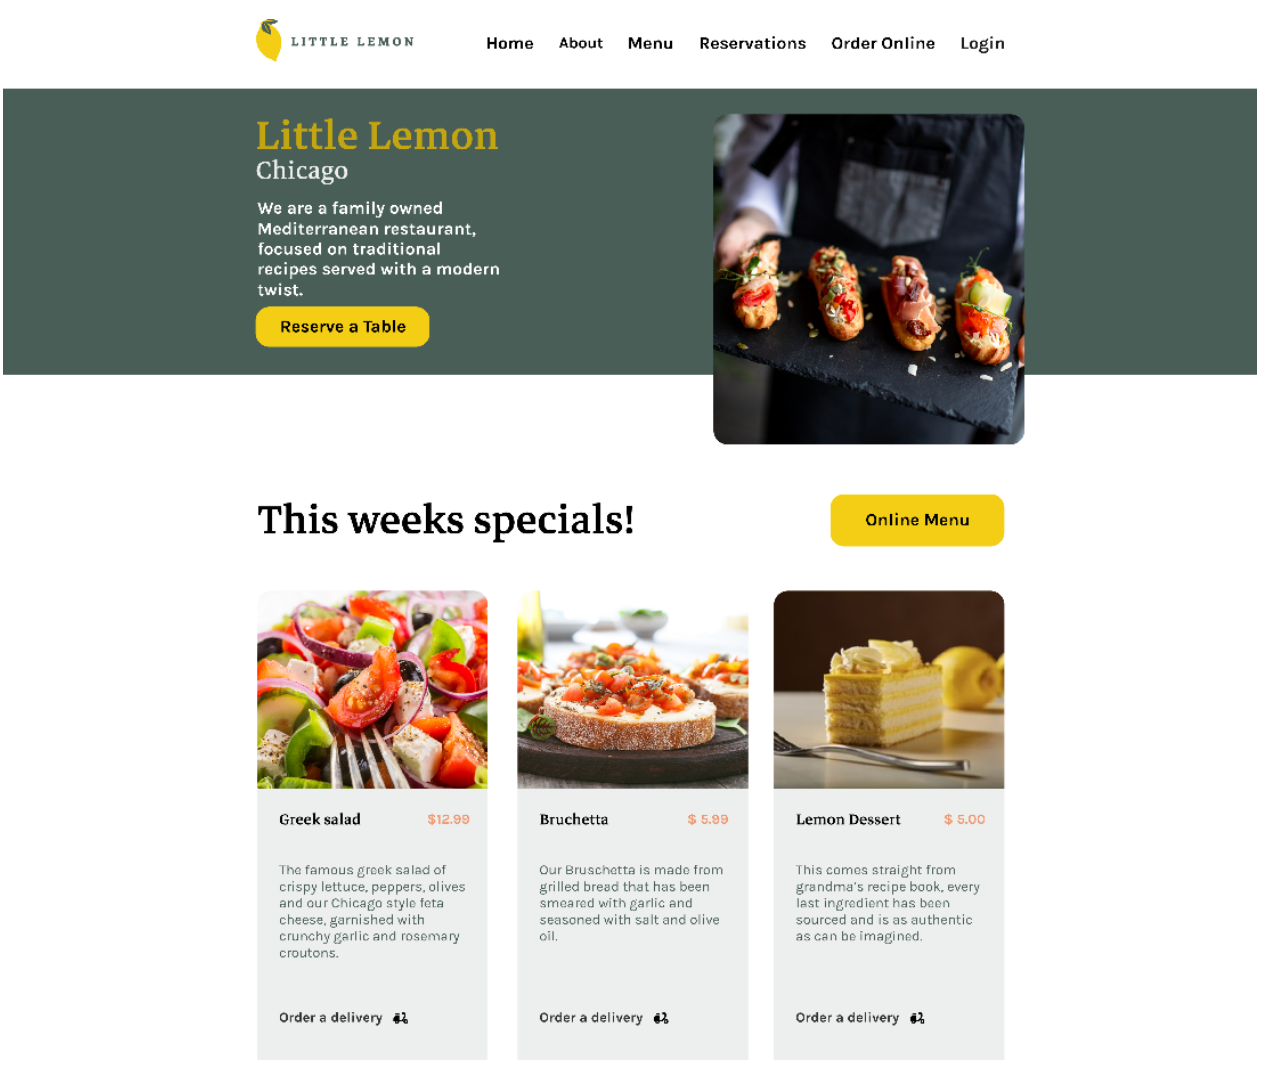 LITTLE LEMON
Home About Menu Reservations Order Online Login
Little Lemon
Chicago
We are a family owned
Mediterranean restaurant,
focused on traditional
recipes served with a modern
twist.
Reserve a Table
This weeks specials!
Online Menu
Greek salad $12.99
The famous greek salad of
crispy lettuce, peppers, olives
and our Chicago style feta
cheese, garnished with
crunchy garlic and rosemary
croutons.
Order a delivery
Bruchetta $ 5.99
Our Bruschetta is made from
grilled bread that has been
smeared with garlic and
seasoned with salt and olive
oil.
Order a delivery
Lemon Dessert $ 5.00
This comes straight from
grandma's recipe book, every
last ingredient has been
sourced and is as authentic
as can be imagined.
Order a delivery